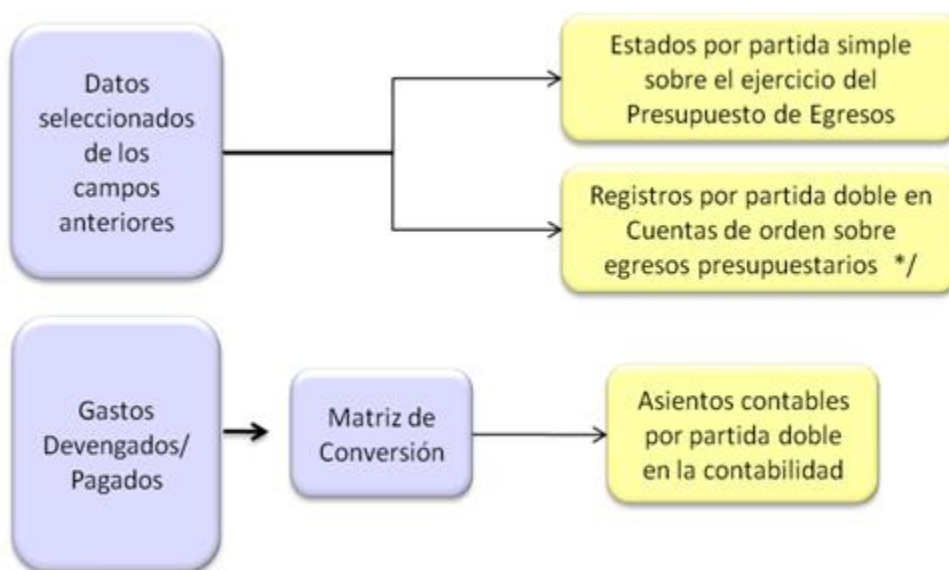 Datos
seleccionados
de los
campos
anteriores
Estados por partida simple
sobre el ejercicio del
Presupuesto de Egresos
Registros por partida doble en
Cuentas de orden sobre
egresos presupuestarios */
Gastos
Devengados/
Pagados
Matriz de
Conversión
Asientos contables
por partida doble
en la contabilidad